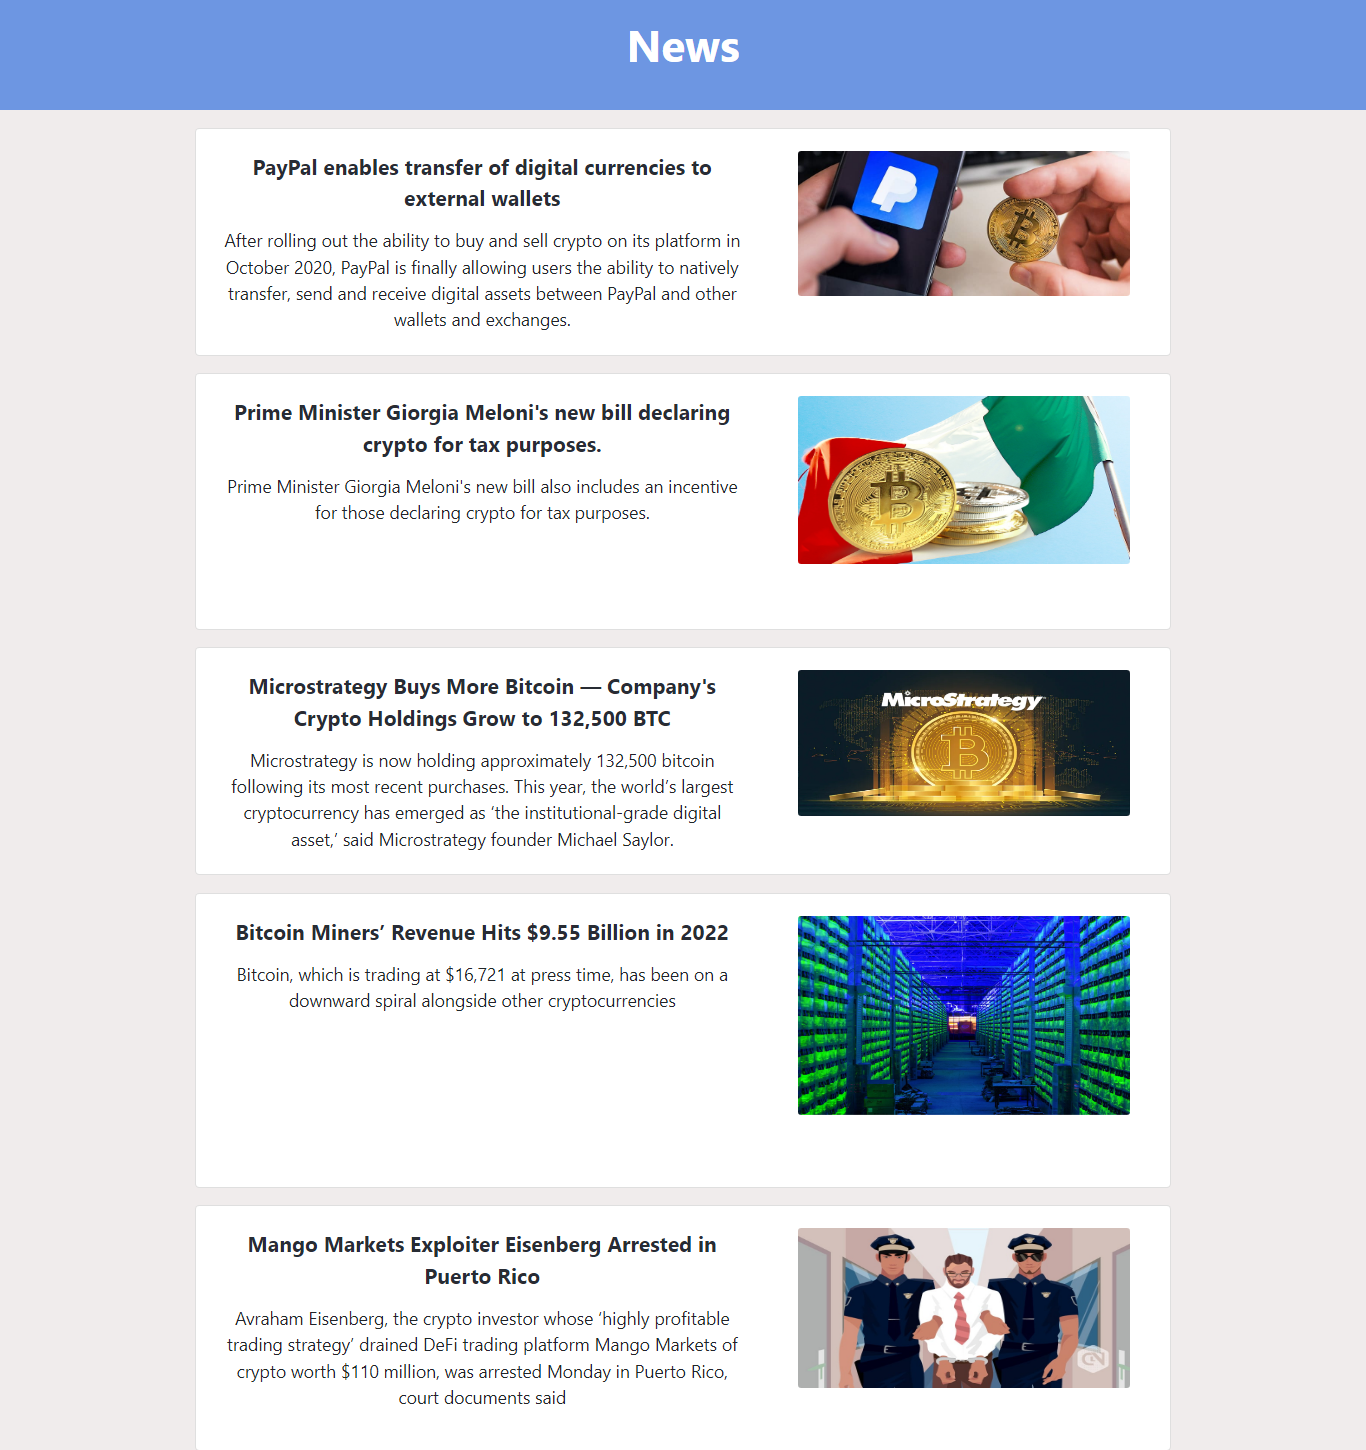 News
PayPal enables transfer of digital currencies to
external wallets
After rolling out the ability to buy and sell crypto on its platform in
October 2020, PayPal is finally allowing users the ability to natively
transfer, send and receive digital assets between PayPal and other
wallets and exchanges.
Prime Minister Giorgia Meloni's new bill declaring
crypto for tax purposes.
Prime Minister Giorgia Meloni's new bill also includes an incentive
for those declaring crypto for tax purposes.
Microstrategy Buys More Bitcoin — Company's
Crypto Holdings Grow to 132,500 BTC
Microstrategy is now holding approximately 132,500 bitcoin
following its most recent purchases. This year, the world’s largest
cryptocurrency has emerged as ‘the institutional-grade digital
asset,’ said Microstrategy founder Michael Saylor.
MicroStrategy
Bitcoin Miners’ Revenue Hits $9.55 Billion in 2022
Bitcoin, which is trading at $16,721 at press time, has been on a
downward spiral alongside other cryptocurrencies
Mango Markets Exploiter Eisenberg Arrested in
Puerto Rico
Avraham Eisenberg, the crypto investor whose ‘highly profitable
trading strategy’ drained DeFi trading platform Mango Markets of
crypto worth $110 million, was arrested Monday in Puerto Rico,
court documents said
CN